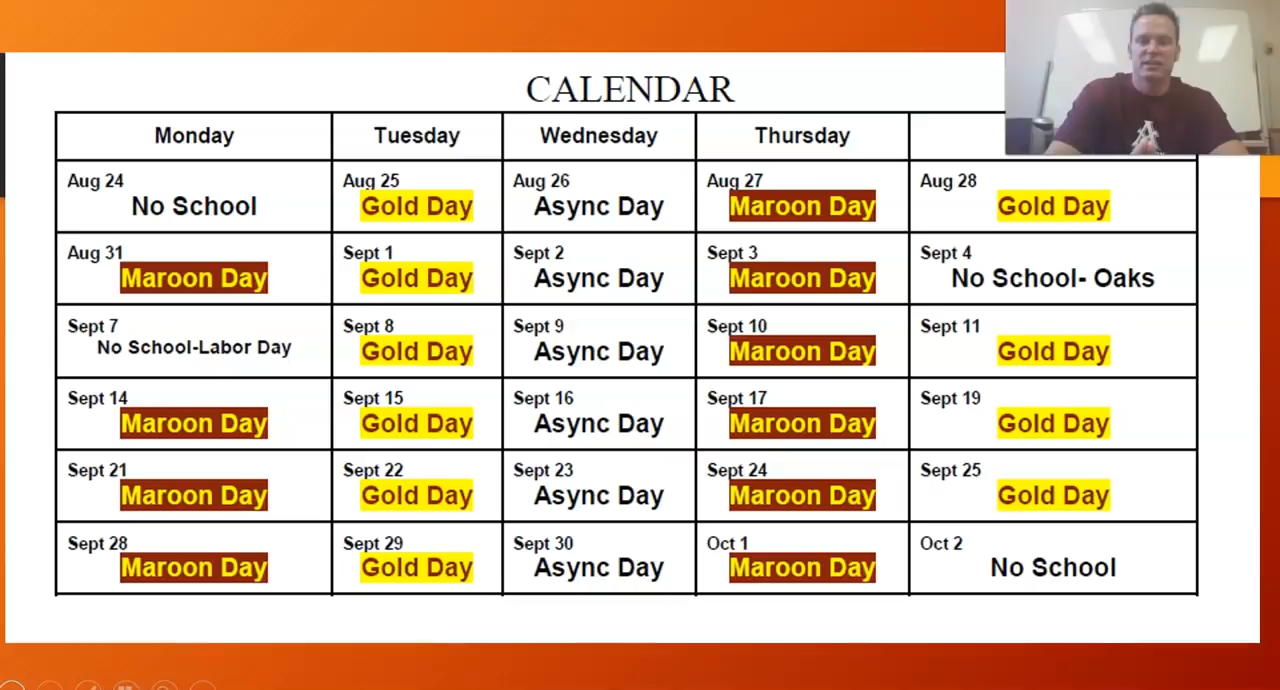 CALENDAR
Monday Tuesday Wednesday Thursday
Aug 24 Aug 25 Aug 26 Aug 27 Aug 28
No School Gold Day Async Day Maroon Day Gold Day
Aug 31 Sept 1 Sept 2 Sept 3 Sept 4
Maroon Day Gold Day Async Day Maroon Day No School- Oaks
Sept 7 Sept 8 Sept 9 Sept 10 Sept 11
No School-Labor Day Gold Day Async Day Maroon Day Gold Day
Sept 14 Sept 15 Sept 16 Sept 17 Sept 19
Maroon Day Gold Day Async Day Maroon Day Gold Day
Sept 21 Sept 22 Sept 23 Sept 24 Sept 25
Maroon Day Gold Day Async Day Maroon Day Gold Day
Sept 28 Sept 29 Sept 30 Oct 1 Oct 2
Maroon Day Gold Day Async Day Maroon Day No School
A